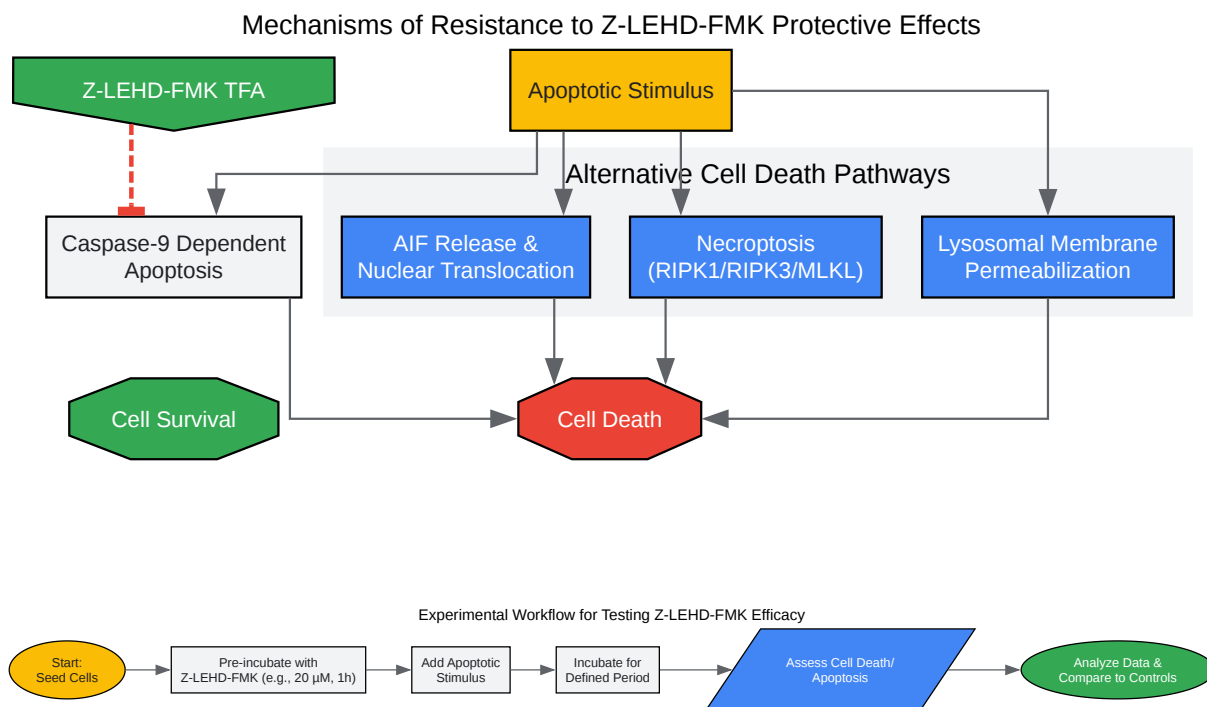 Mechanisms of Resistance to Z-LEHD-FMK Protective Effects
Z-LEHD-FMK TFA
Apoptotic Stimulus
Alternative Cell Death Pathways
Caspase-9 Dependent
Apoptosis
AIF Release &
Nuclear Translocation
Necroptosis
(RIPK1/RIPK3/MLKL)
Lysosomal Membrane
Permeabilization
Cell Survival
Cell Death
Experimental Workflow for Testing Z-LEHD-FMK Efficacy
Start:
Seed Cells
Pre-incubate with
Z-LEHD-FMK (e.g., 20 µM, 1h)
Add Apoptotic
Stimulus
Incubate for
Defined Period
Assess Cell Death/
Apoptosis
Analyze Data &
Compare to Controls